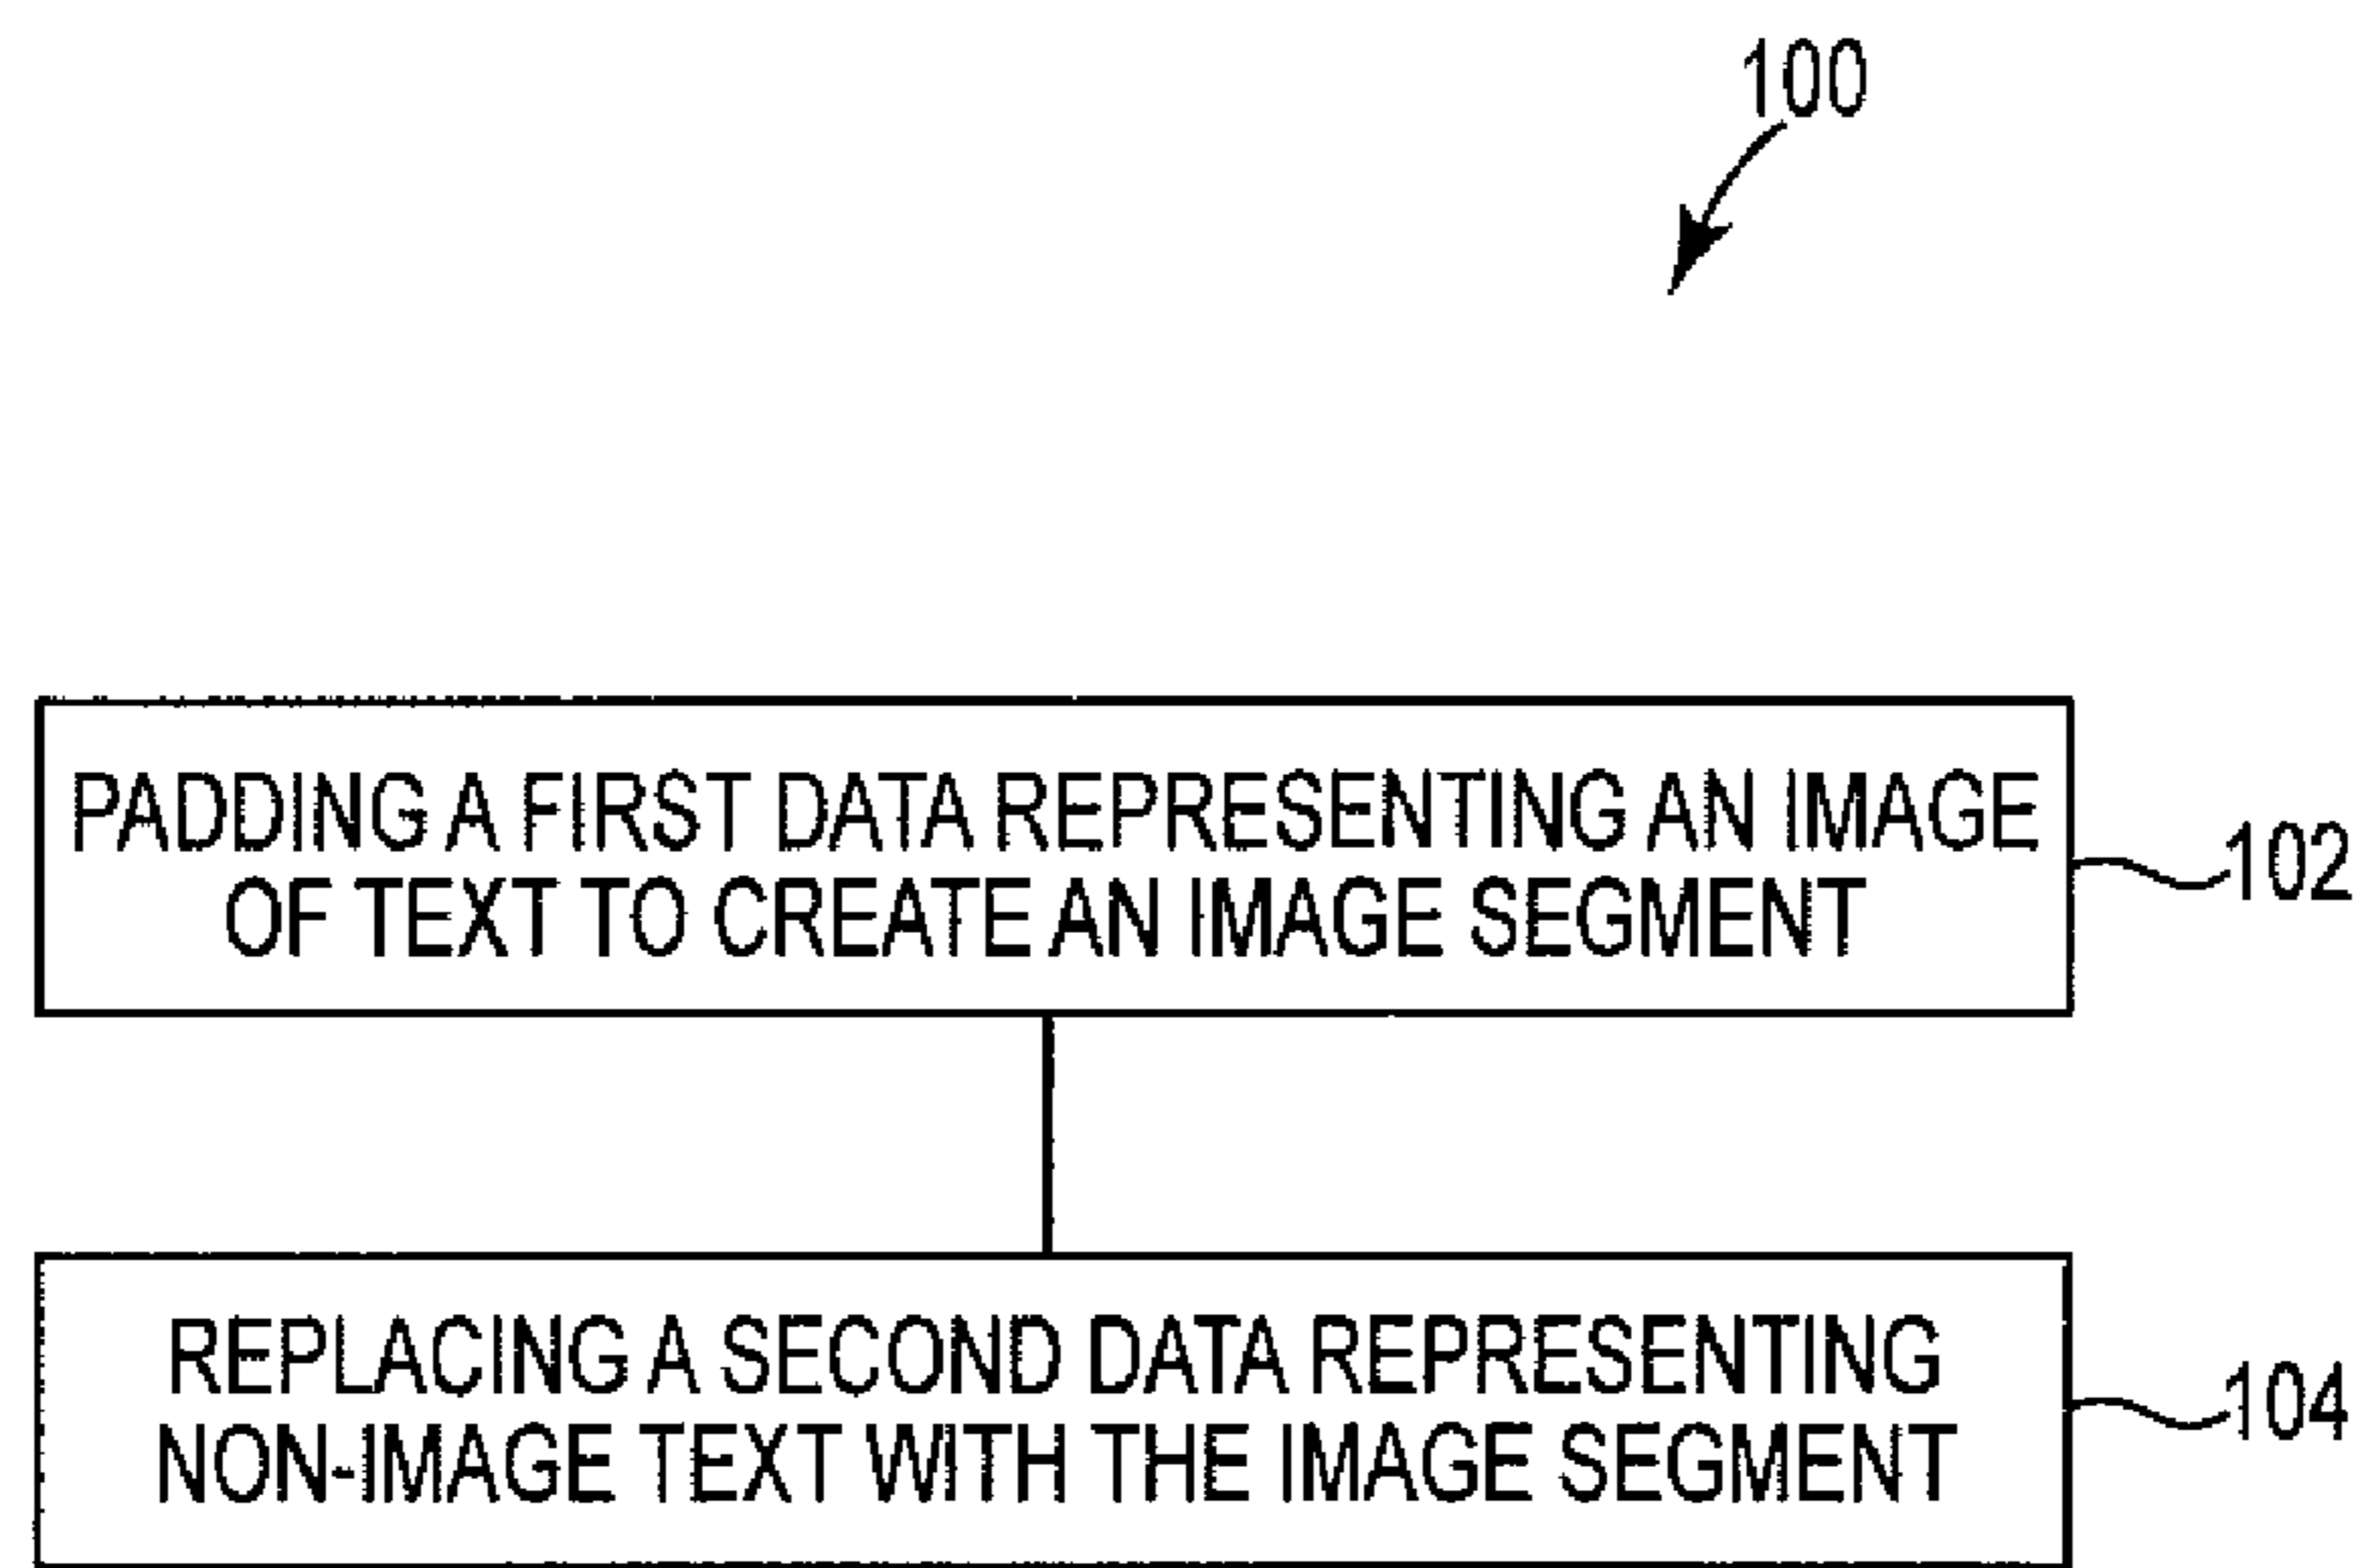 100
PADDING A FIRST DATA REPRESENTING AN IMAGE
OF TEXT TO CREATE AN IMAGE SEGMENT
102
REPLACING A SECOND DATA REPRESENTING
NON-IMAGE TEXT WITH THE IMAGE SEGMENT
104